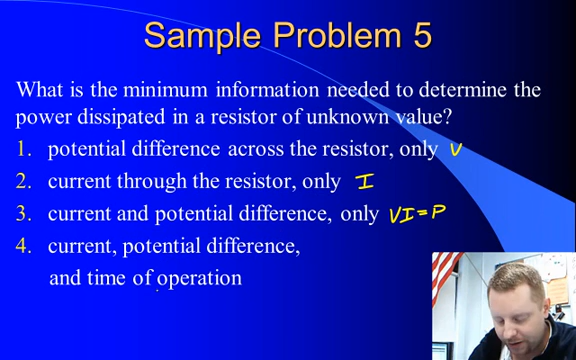 Sample Problem 5
What is the minimum information needed to determine the
power dissipated in a resistor of unknown value?
1. potential difference across the resistor, only V
2. current through the resistor, only I
3. current and potential difference, only VI=P
4. current, potential difference,
and time of operation